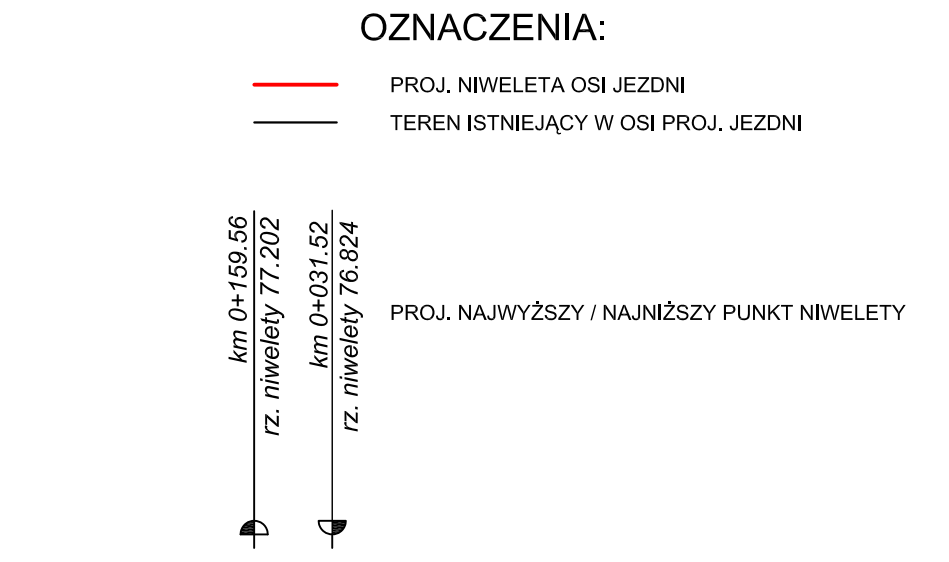 OZNACZENIA:
PROJ. NIWELETA OSI JEZDNI
TEREN ISTNIEJĄCY W OSI PROJ. JEZDNI
km 0+159.56
rz. niwelety 77.202
km 0+031.52
rz. niwelety 76.824
PROJ. NAJWYŻSZY / NAJNIŻSZY PUNKT NIWELETY